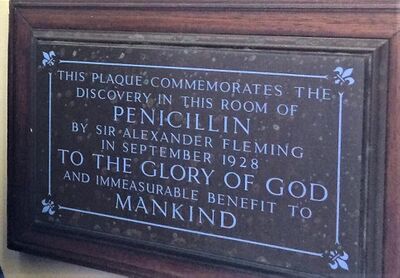 THIS PLAQUE COMMEMORATES THE
DISCOVERY IN THIS ROOM OF
PENICILLIN
BY SIR ALEXANDER FLEMING
IN SEPTEMBER 1928
TO THE GLORY OF GOD
AND IMMEASURABLE BENEFIT TO
MANKIND